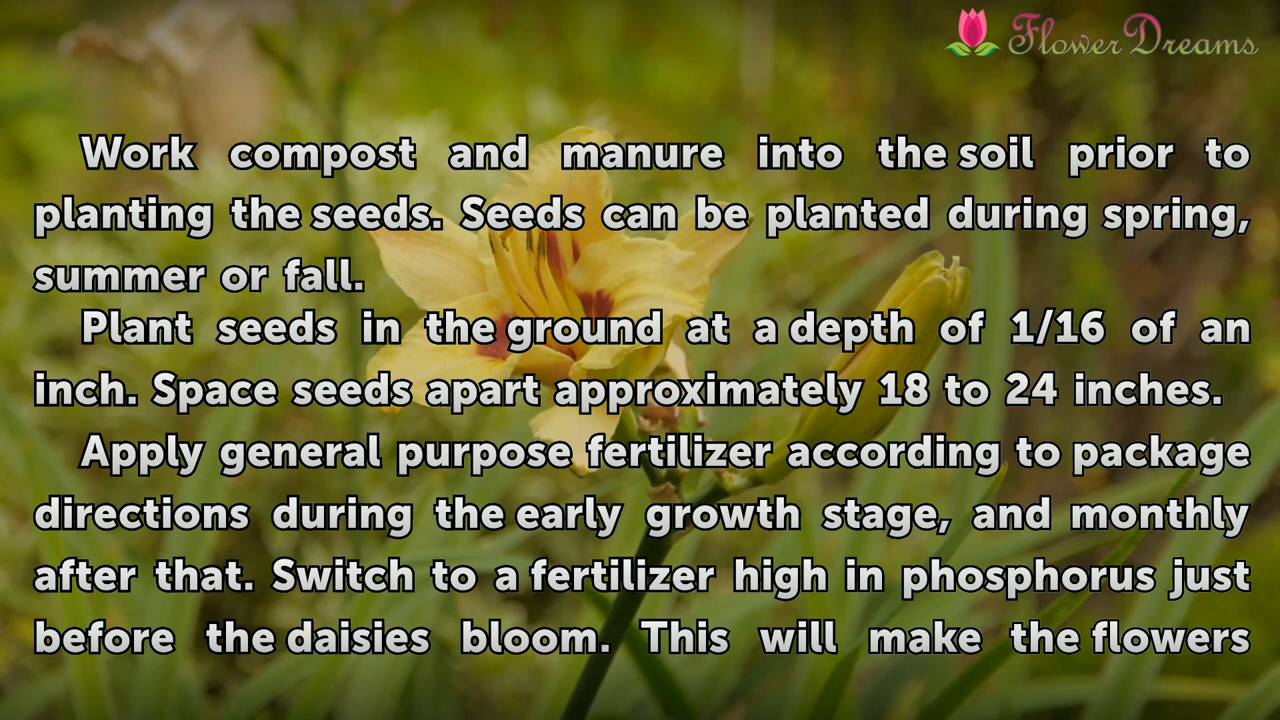 Flower Dreams
Work compost and manure into the soil prior to
planting the seeds. Seeds can be planted during spring,
summer or fall.
Plant seeds in the ground at a depth of 1/16 of an
inch. Space seeds apart approximately 18 to 24 inches.
Apply general purpose fertilizer according to package
directions during the early growth stage, and monthly
after that. Switch to a fertilizer high in phosphorus just
before the daisies bloom. This will make the flowers